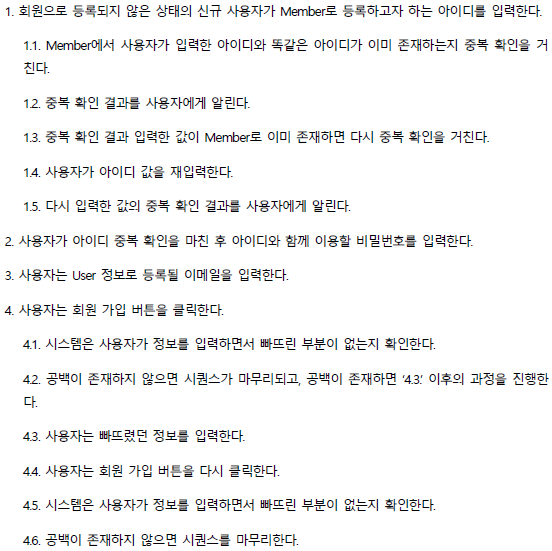 1. 회원으로 등록되지 않은 상태의 신규 사용자가 Member로 등록하고자 하는 아이디를 입력한다.
1.1. Member에서 사용자가 입력한 아이디와 똑같은 아이디가 이미 존재하는지 중복 확인을 거
친다.
1.2. 중복 확인 결과를 사용자에게 알린다.
1.3. 중복 확인 결과 입력한 값이 Member로 이미 존재하면 다시 중복 확인을 거친다.
1.4. 사용자가 아이디 값을 재입력한다.
1.5. 다시 입력한 값의 중복 확인 결과를 사용자에게 알린다.
2. 사용자가 아이디 중복 확인을 마친 후 아이디와 함께 이용할 비밀번호를 입력한다.
3. 사용자는 User 정보로 등록될 이메일을 입력한다.
4. 사용자는 회원 가입 버튼을 클릭한다.
4.1. 시스템은 사용자가 정보를 입력하면서 빠뜨린 부분이 없는지 확인한다.
4.2. 공백이 존재하지 않으면 시퀀스가 마무리되고, 공백이 존재하면 '4.3.' 이후의 과정을 진행한
다.
4.3. 사용자는 빠뜨렸던 정보를 입력한다.
4.4. 사용자는 회원 가입 버튼을 다시 클릭한다.
4.5. 시스템은 사용자가 정보를 입력하면서 빠뜨린 부분이 없는지 확인한다.
4.6. 공백이 존재하지 않으면 시퀀스를 마무리한다.